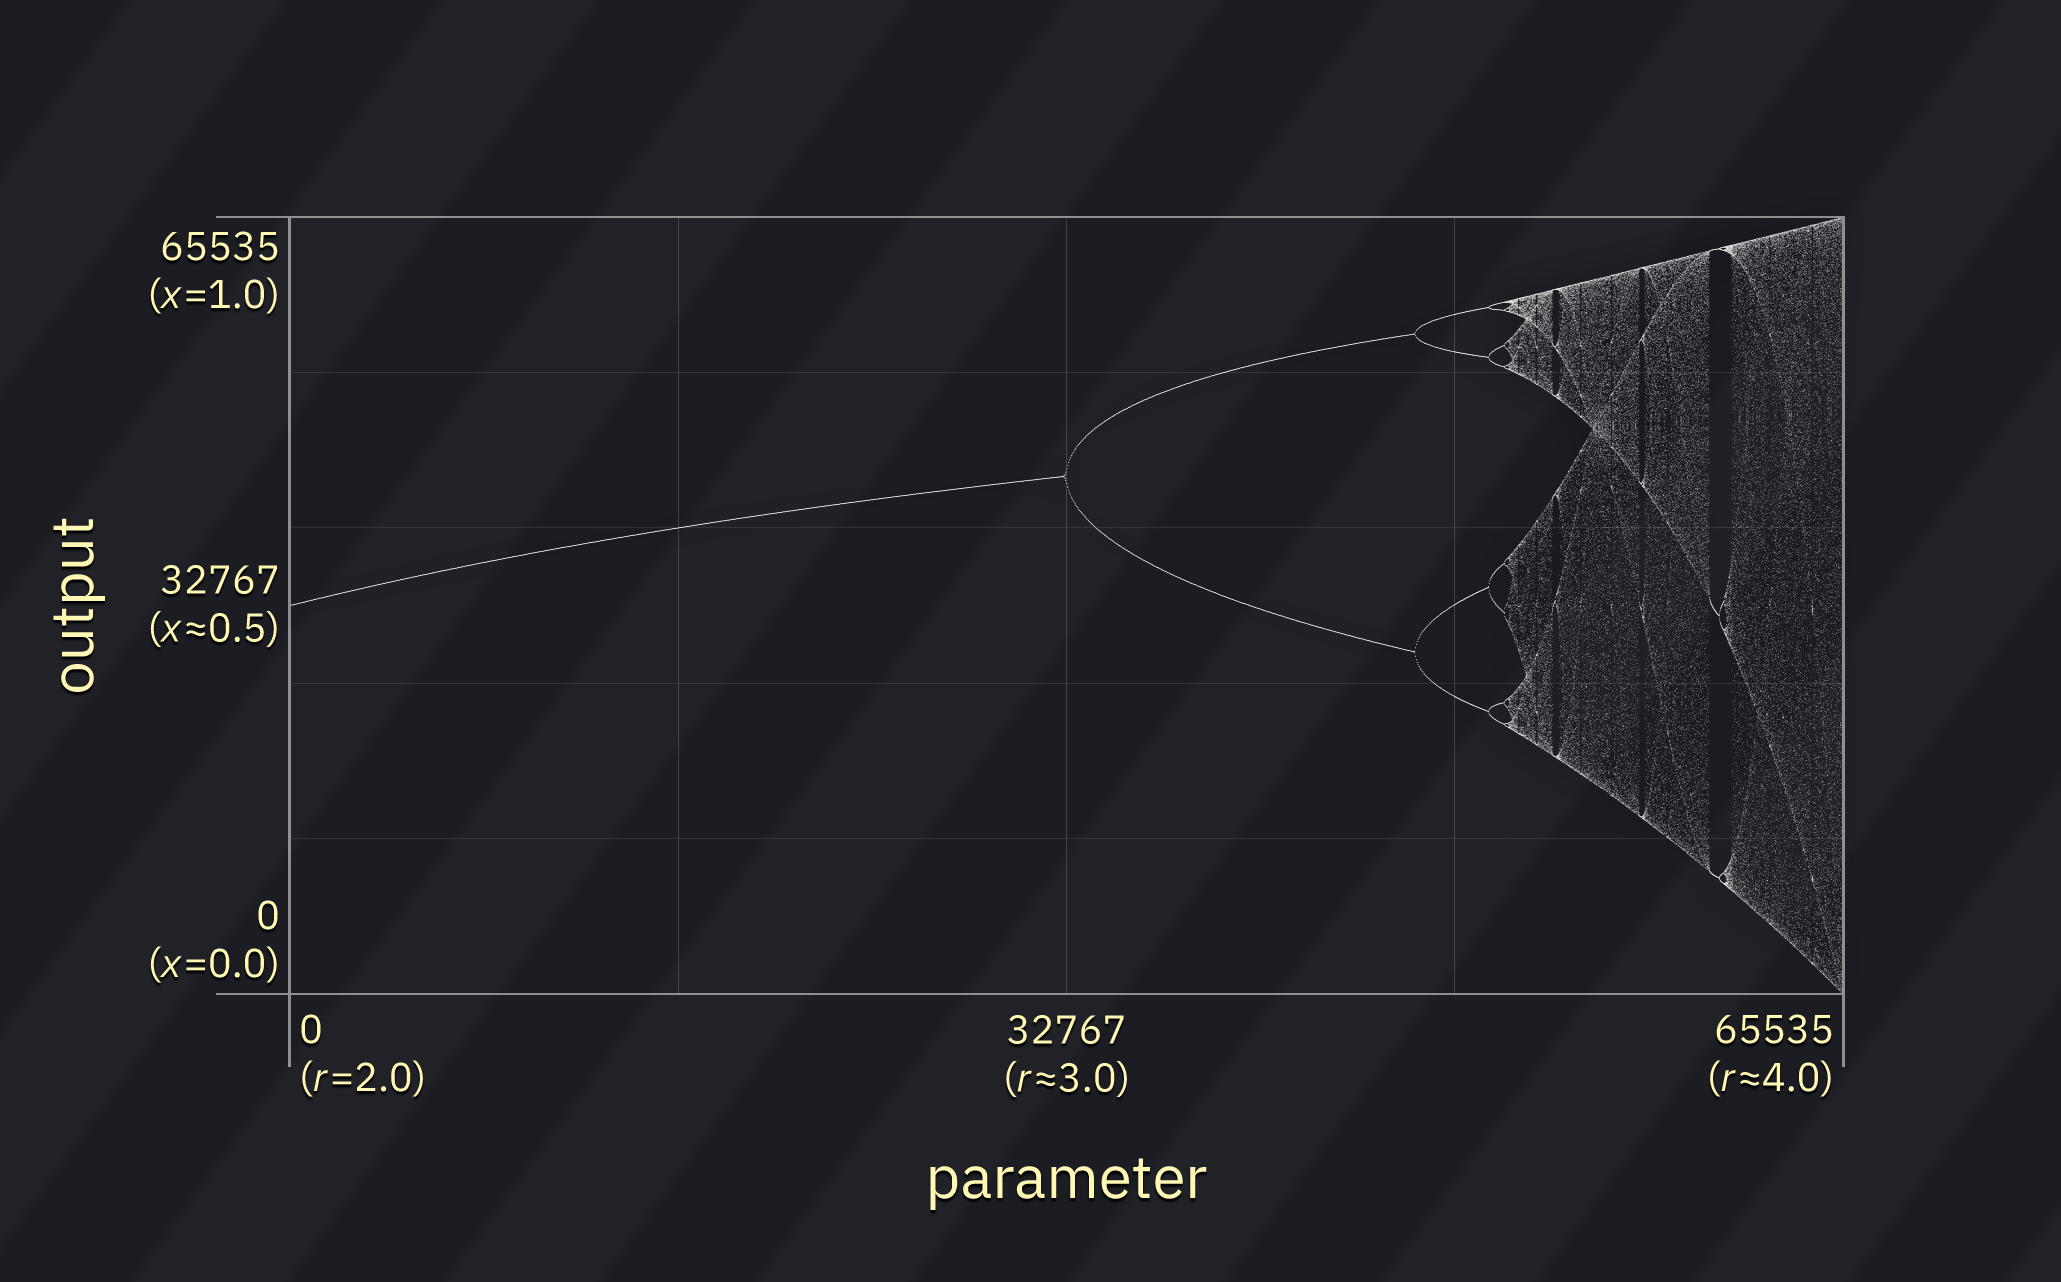 65535
(x=1.0)
output
32767
(x≈0.5)
0
(x=0.0)
0
(r=2.0)
32767
(r≈3.0)
65535
(r≈4.0)
parameter